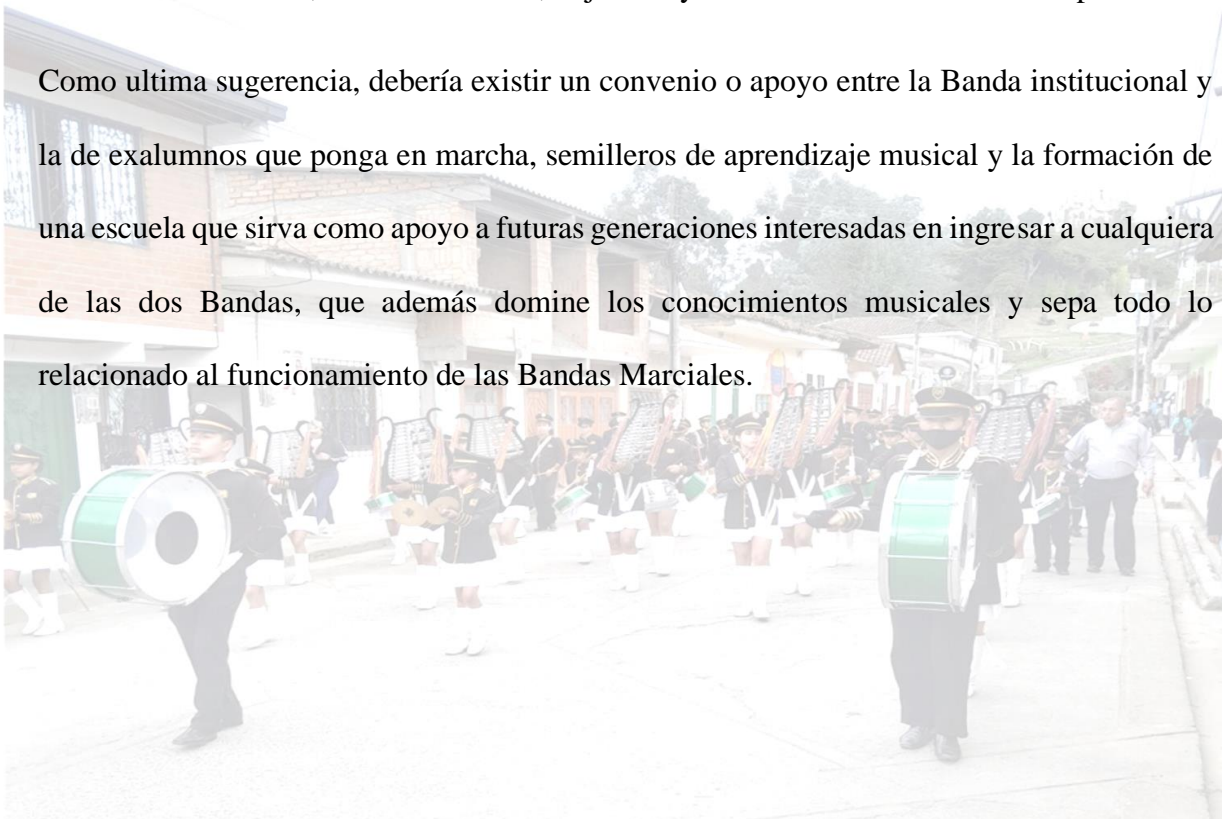 Como ultima sugerencia, debería existir un convenio o apoyo entre la Banda institucional y
la de exalumnos que ponga en marcha, semilleros de aprendizaje musical y la formación de
una escuela que sirva como apoyo a futuras generaciones interesadas en ingresar a cualquiera
de las dos Bandas, que además domine los conocimientos musicales y sepa todo lo
relacionado al funcionamiento de las Bandas Marciales.